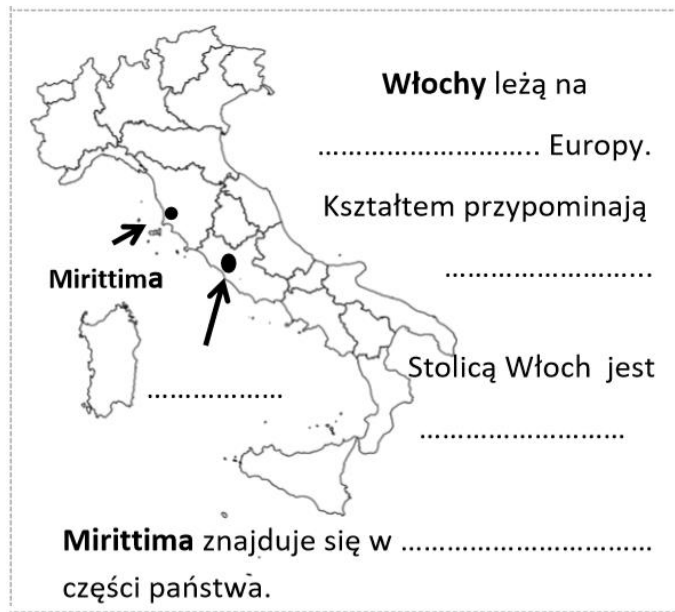 Włochy leżą na
……………………….. Europy.
Kształtem przypominają
……………………...
Mirittima
Stolicą Włoch  jest
………………
………………………
Mirittima znajduje się w ……………………………
części państwa.